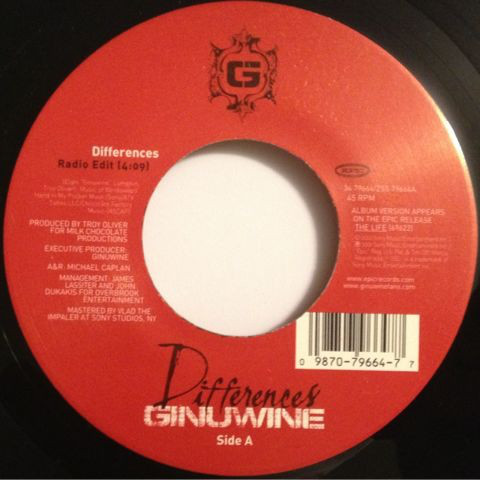 G
Differences
Radio Edit (4:09)
PRODUCED BY TROY OLIVER
FOR MILK CHOCOLATE
PRODUCTIONS
EXECUTIVE PRODUCER:
GINUWINE
A&R: MICHAEL CAPLAN
MANAGEMENT: JAMES
LASSITER AND JOHN
DUKAKIS FOR OVERBROOK
ENTERTAINMENT
MASTERED BY VLAD THE
IMPALER AT SONY STUDIOS, NY
epic
45 RPM
ALBUM VERSION APPEARS
ON THE EPIC RELEASE
THE LIFE (69622)
www.epicrecords.com
www.ginuwinefans.com
0 9870-79664-7 7
Differences
GINUWINE
Side A